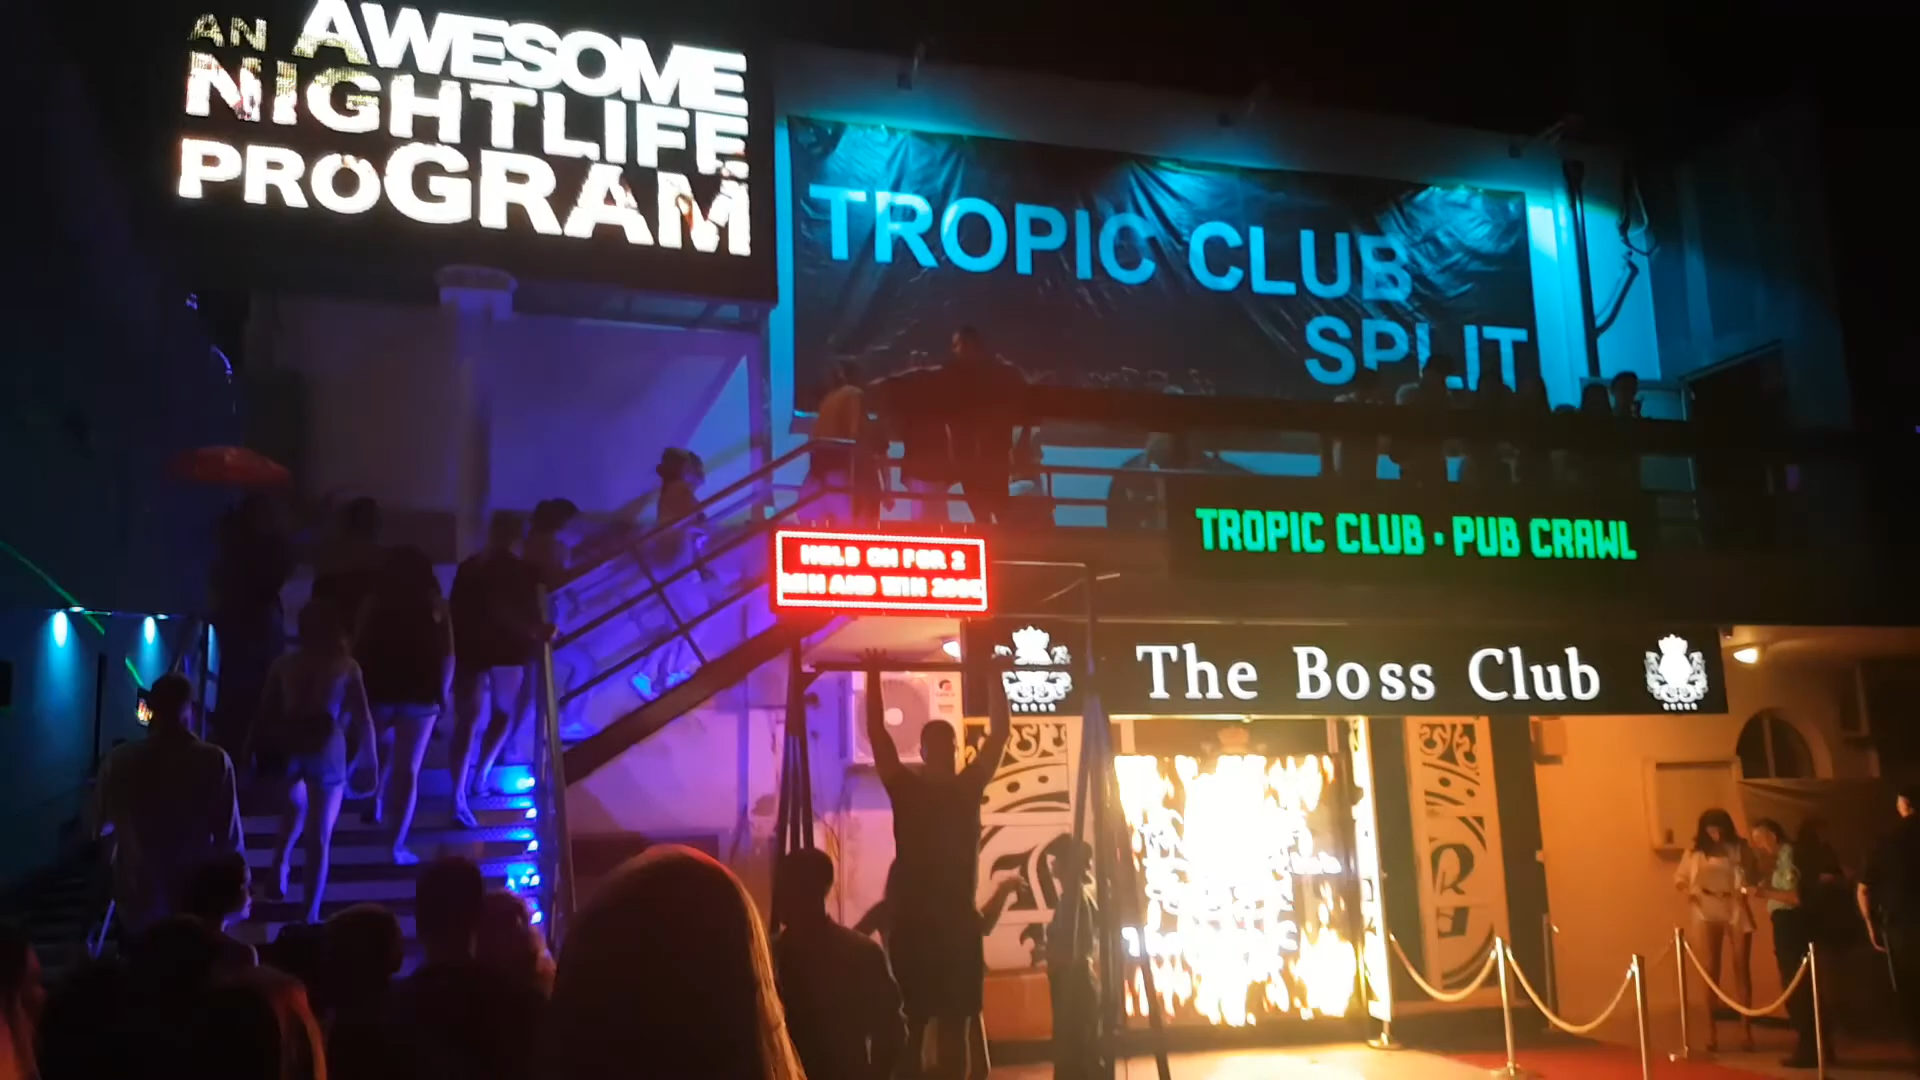 AN AWESOME
NIGHTLIFE
PROGRAM
TROPIC CLUB
SPLIT
TROPIC CLUB · PUB CRAWL
HOLD ON FOR 2
MIN AND WIN
The Boss Club